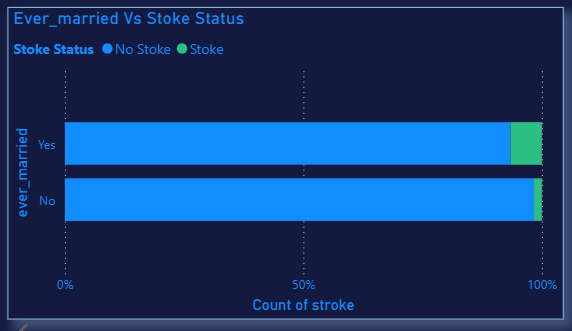 Ever_married Vs Stoke Status
Stoke Status No Stoke Stoke
ever_married
Yes
No
0% 50% 100%
Count of stroke